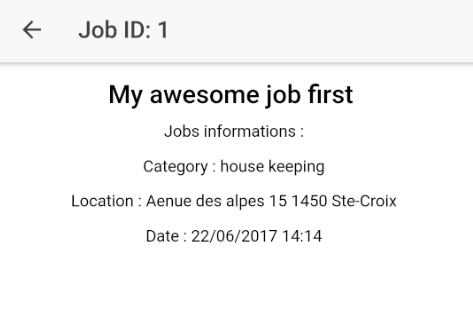 Job ID: 1
My awesome job first
Jobs informations :
Category : house keeping
Location : Aenue des alpes 15 1450 Ste-Croix
Date : 22/06/2017 14:14